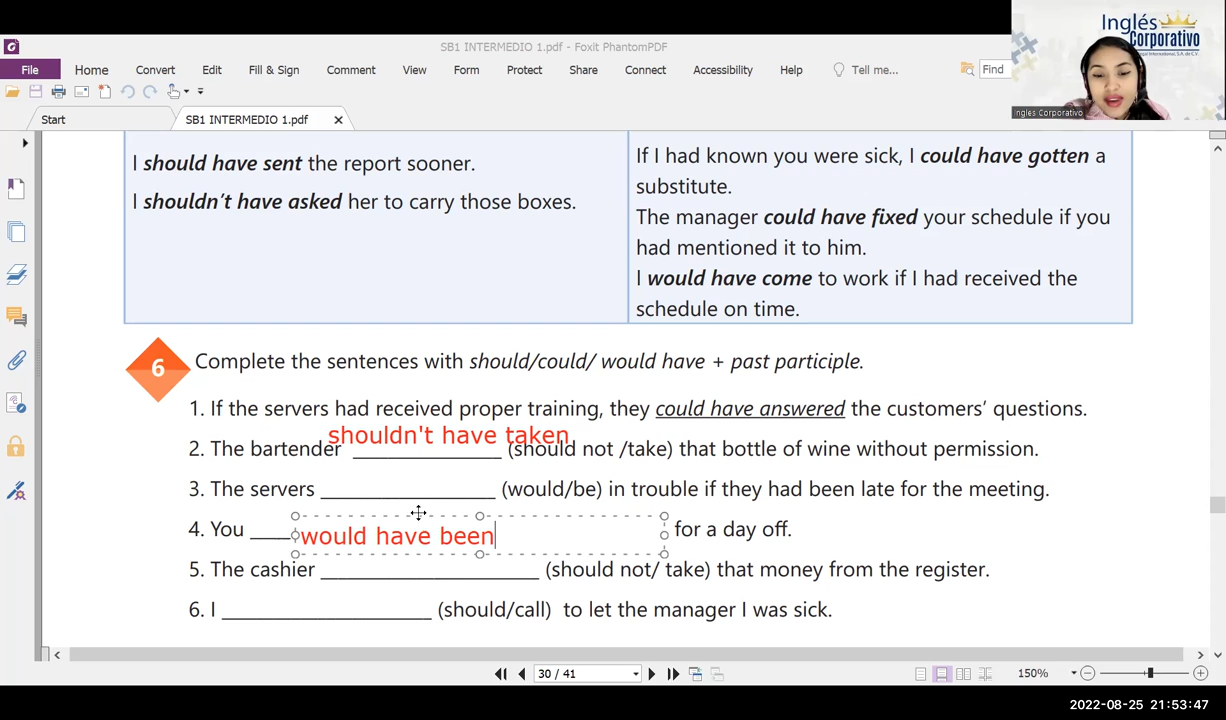 SB1 INTERMEDIO 1.pdf - Foxit PhantomPDF
Inglés
Corporativo
File Home Convert Edit Fill & Sign Comment View Form Protect Share Connect Accessibility Help Tell me... Find
Ingles Corporativo
Start SB1 INTERMEDIO 1.pdf
I should have sent the report sooner.
I shouldn't have asked her to carry those boxes.
If I had known you were sick, I could have gotten a
substitute.
The manager could have fixed your schedule if you
had mentioned it to him.
I would have come to work if I had received the
schedule on time.
6 Complete the sentences with should/could/ would have + past participle.
1. If the servers had received proper training, they could have answered the customers' questions.
shouldn't have taken
2. The bartender ______________ (should not /take) that bottle of wine without permission.
3. The servers ________________ (would/be) in trouble if they had been late for the meeting.
4. You ____ would have been for a day off.
5. The cashier ____________________ (should not/ take) that money from the register.
6. I ___________________ (should/call) to let the manager I was sick.
30 / 41 150%
2022-08-25 21:53:47